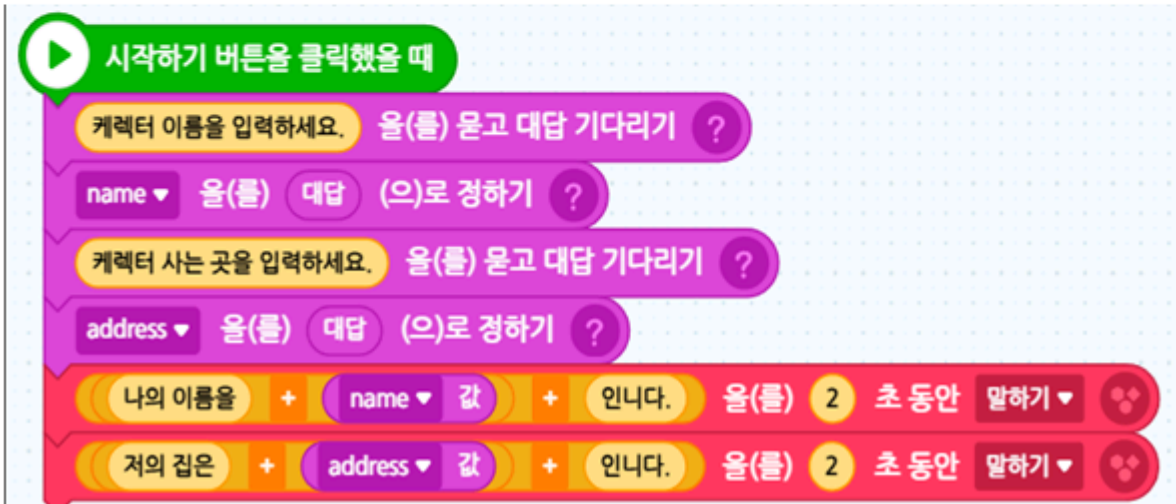 시작하기 버튼을 클릭했을 때
케렉터 이름을 입력하세요. 을(를) 묻고 대답 기다리기 ?
name ▼ 을(를) 대답 (으)로 정하기 ?
케렉터 사는 곳을 입력하세요. 을(를) 묻고 대답 기다리기 ?
address ▼ 을(를) 대답 (으)로 정하기 ?
나의 이름을 + name ▼ 값 + 인니다. 을(를) 2 초 동안 말하기 ▼
저의 집은 + address ▼ 값 + 인니다. 을(를) 2 초 동안 말하기 ▼